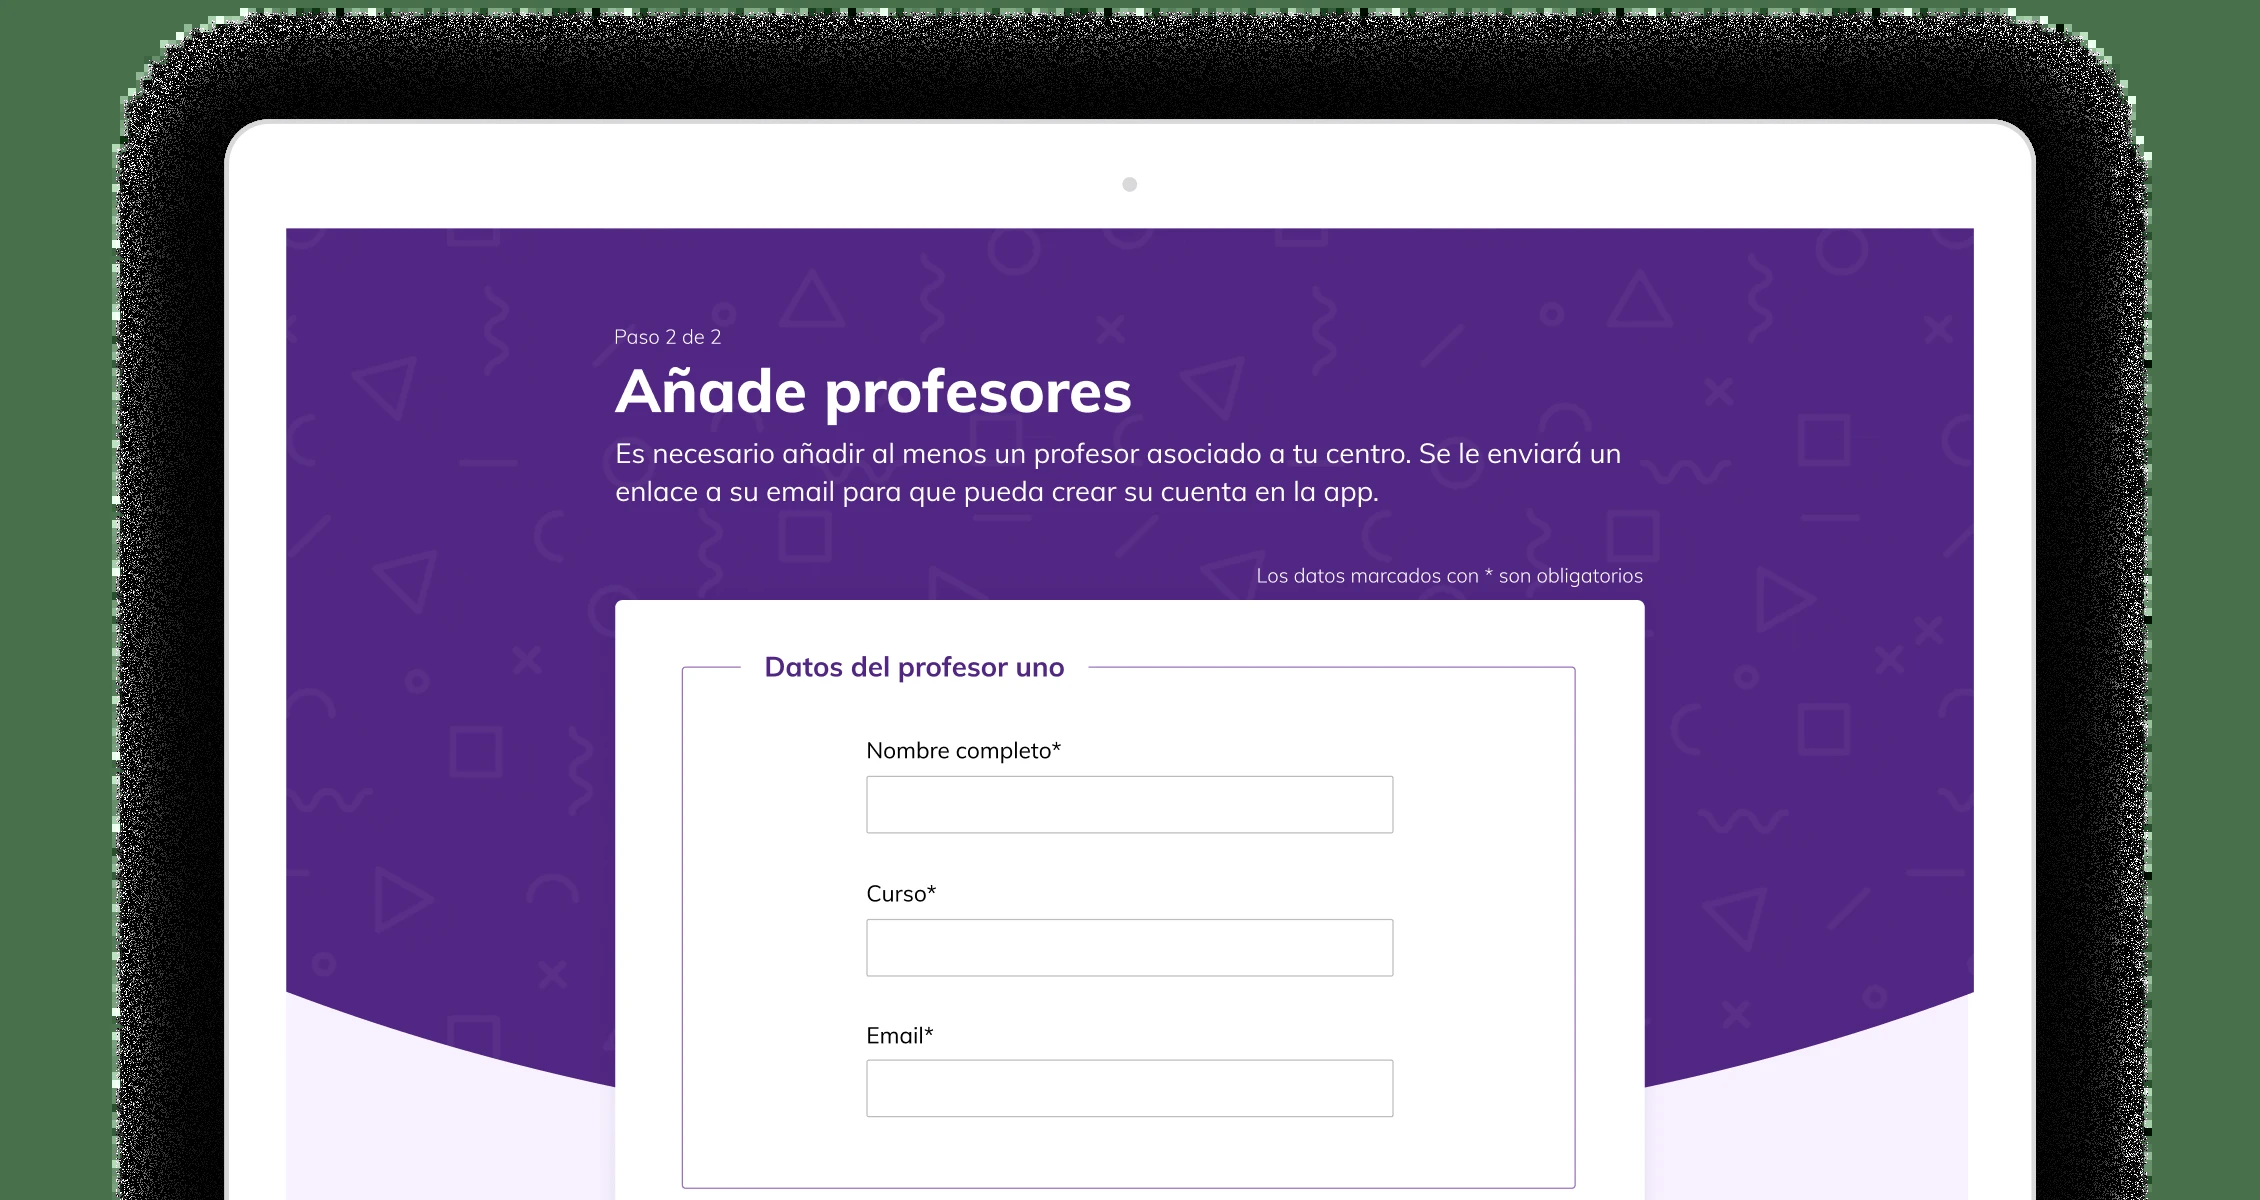 Paso 2 de 2
Añade profesores
Es necesario añadir al menos un profesor asociado a tu centro. Se le enviará un
enlace a su email para que pueda crear su cuenta en la app.
Los datos marcados con * son obligatorios
Datos del profesor uno
Nombre completo*
Curso*
Email*